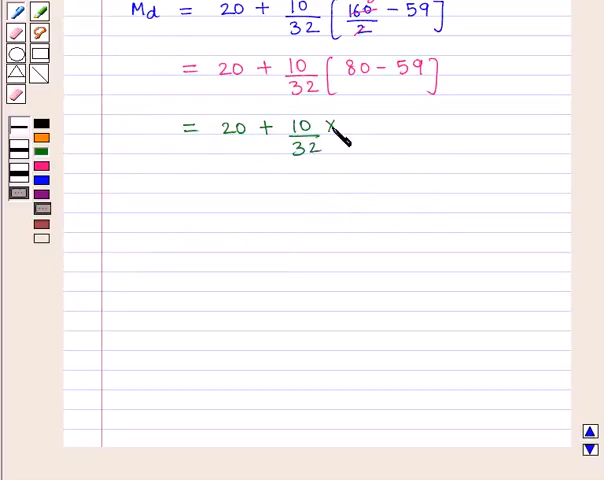 Md = 20 + 10/32 [ 160/2 - 59 ]
= 20 + 10/32 [ 80 - 59 ]
= 20 + 10/32 ×